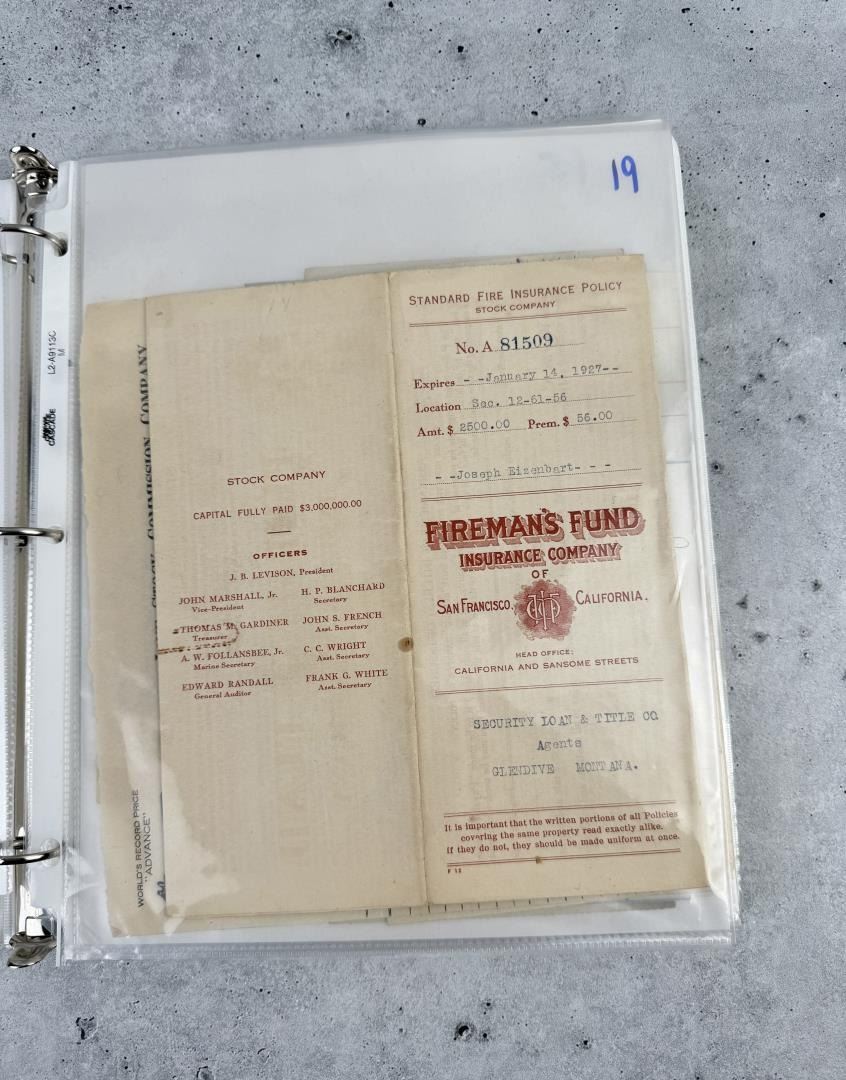 19
L2-A9113C
M
CASCADE
STOCK COMMISSION COMPANY
WORLD'S RECORD PRICE
"ADVANCE"
STOCK COMPANY
CAPITAL FULLY PAID $3,000,000.00
OFFICERS
J. B. LEVISON, President
JOHN MARSHALL, Jr.
Vice-President
H. P. BLANCHARD
Secretary
THOMAS M. GARDINER
Treasurer
JOHN S. FRENCH
Asst. Secretary
A. W. FOLLANSBEE, Jr.
Marine Secretary
C. C. WRIGHT
Asst. Secretary
EDWARD RANDALL
General Auditor
FRANK G. WHITE
Asst. Secretary
STANDARD FIRE INSURANCE POLICY
STOCK COMPANY
No. A 81509
Expires - -January 14, 1927--
Location Sec. 12-61-56
Amt. $ 2500.00 Prem. $ 56.00
- -Joseph Eizenbart- - -
FIREMAN'S FUND
INSURANCE COMPANY
OF
SAN FRANCISCO, CALIFORNIA.
HEAD OFFICE:
CALIFORNIA AND SANSOME STREETS
SECURITY LOAN & TITLE CO
Agents
GLENDIVE MONTANA.
It is important that the written portions of all Policies
covering the same property read exactly alike.
If they do not, they should be made uniform at once.
F 12